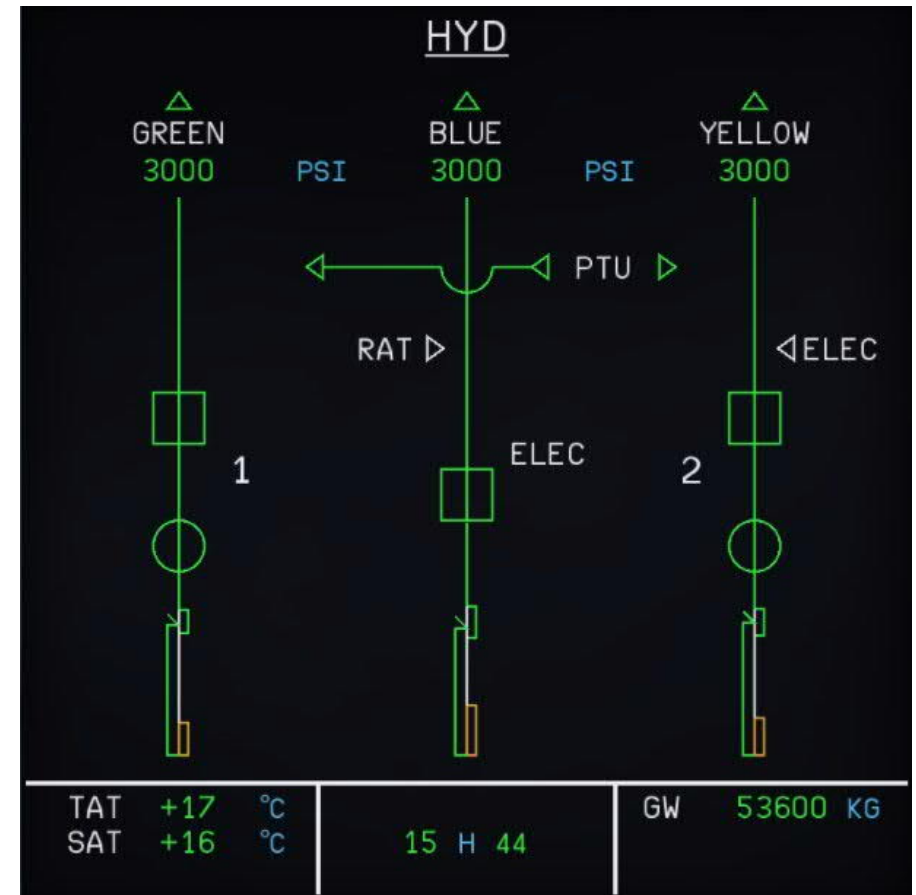 HYD
GREEN BLUE YELLOW
3000 PSI 3000 PSI 3000
PTU
RAT ELEC
ELEC
1 2
TAT +17 °C GW 53600 KG
SAT +16 °C 15 H 44